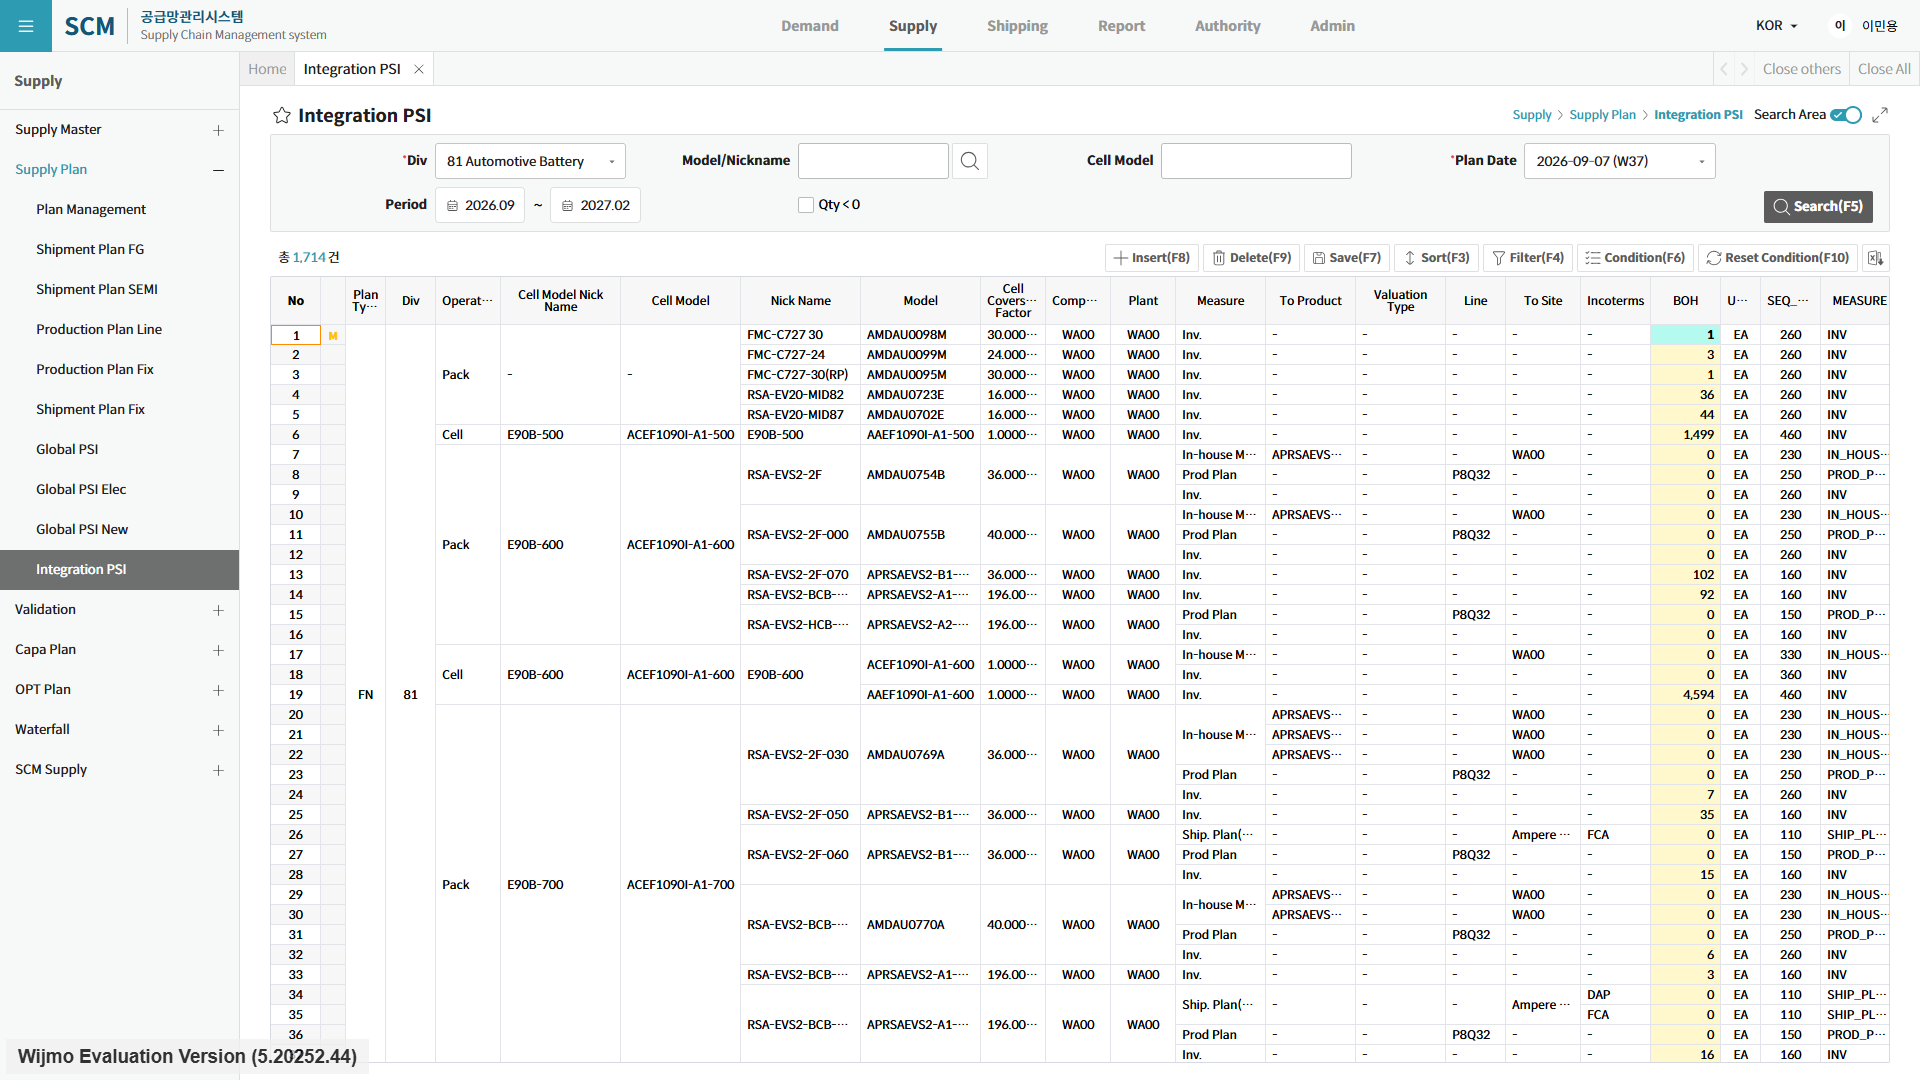 SCM 공급망관리시스템 Supply Chain Management system
Demand Supply Shipping Report Authority Admin
KOR 이 이민용
Supply
Home Integration PSI
Close others Close All
Supply Master
Supply Plan
Plan Management
Shipment Plan FG
Shipment Plan SEMI
Production Plan Line
Production Plan Fix
Shipment Plan Fix
Global PSI
Global PSI Elec
Global PSI New
Integration PSI
Validation
Capa Plan
OPT Plan
Waterfall
SCM Supply
Integration PSI
Supply > Supply Plan > Integration PSI Search Area
*Div 81 Automotive Battery Model/Nickname Cell Model *Plan Date 2026-09-07 (W37)
Period 2026.09 ~ 2027.02 Qty < 0 Search(F5)
총 1,714 건
Insert(F8) Delete(F9) Save(F7) Sort(F3) Filter(F4) Condition(F6) Reset Condition(F10)
No Plan Ty··· Div Operat··· Cell Model Nick Name Cell Model Nick Name Model Cell Covers··· Factor Comp··· Plant Measure To Product Valuation Type Line To Site Incoterms BOH U··· SEQ_··· MEASURE
1 M FMC-C727 30 AMDAU0098M 30.000··· WA00 WA00 Inv. - - - - - 1 EA 260 INV
2 FMC-C727-24 AMDAU0099M 24.000··· WA00 WA00 Inv. - - - - - 3 EA 260 INV
3 Pack - - FMC-C727-30(RP) AMDAU0095M 30.000··· WA00 WA00 Inv. - - - - - 1 EA 260 INV
4 RSA-EV20-MID82 AMDAU0723E 16.000··· WA00 WA00 Inv. - - - - - 36 EA 260 INV
5 RSA-EV20-MID87 AMDAU0702E 16.000··· WA00 WA00 Inv. - - - - - 44 EA 260 INV
6 Cell E90B-500 ACEF1090I-A1-500 E90B-500 AAEF1090I-A1-500 1.0000··· WA00 WA00 Inv. - - - - - 1,499 EA 460 INV
7 In-house M··· APRSAEVS··· - - WA00 - 0 EA 230 IN_HOUS···
8 RSA-EVS2-2F AMDAU0754B 36.000··· WA00 WA00 Prod Plan - - P8Q32 - - 0 EA 250 PROD_P···
9 Inv. - - - - - 0 EA 260 INV
10 In-house M··· APRSAEVS··· - - WA00 - 0 EA 230 IN_HOUS···
11 Pack E90B-600 ACEF1090I-A1-600 RSA-EVS2-2F-000 AMDAU0755B 40.000··· WA00 WA00 Prod Plan - - P8Q32 - - 0 EA 250 PROD_P···
12 Inv. - - - - - 0 EA 260 INV
13 RSA-EVS2-2F-070 APRSAEVS2-B1-··· 36.000··· WA00 WA00 Inv. - - - - - 102 EA 160 INV
14 RSA-EVS2-BCB-··· APRSAEVS2-A1-··· 196.00··· WA00 WA00 Inv. - - - - - 92 EA 160 INV
15 RSA-EVS2-HCB-··· APRSAEVS2-A2-··· 196.00··· WA00 WA00 Prod Plan - - P8Q32 - - 0 EA 150 PROD_P···
16 Inv. - - - - - 0 EA 160 INV
17 ACEF1090I-A1-600 1.0000··· WA00 WA00 In-house M··· - - - WA00 - 0 EA 330 IN_HOUS···
18 Cell E90B-600 ACEF1090I-A1-600 E90B-600 Inv. - - - - - 0 EA 360 INV
19 FN 81 AAEF1090I-A1-600 1.0000··· WA00 WA00 Inv. - - - - - 4,594 EA 460 INV
20 APRSAEVS··· - - WA00 - 0 EA 230 IN_HOUS···
21 In-house M··· APRSAEVS··· - - WA00 - 0 EA 230 IN_HOUS···
22 RSA-EVS2-2F-030 AMDAU0769A 36.000··· WA00 WA00 APRSAEVS··· - - WA00 - 0 EA 230 IN_HOUS···
23 Prod Plan - - P8Q32 - - 0 EA 250 PROD_P···
24 Inv. - - - - - 7 EA 260 INV
25 RSA-EVS2-2F-050 APRSAEVS2-B1-··· 36.000··· WA00 WA00 Inv. - - - - - 35 EA 160 INV
26 Ship. Plan(··· - - - Ampere ··· FCA 0 EA 110 SHIP_PL···
27 RSA-EVS2-2F-060 APRSAEVS2-B1-··· 36.000··· WA00 WA00 Prod Plan - - P8Q32 - - 0 EA 150 PROD_P···
28 Inv. - - - - - 15 EA 160 INV
29 Pack E90B-700 ACEF1090I-A1-700 In-house M··· APRSAEVS··· - - WA00 - 0 EA 230 IN_HOUS···
30 APRSAEVS··· - - WA00 - 0 EA 230 IN_HOUS···
31 RSA-EVS2-BCB-··· AMDAU0770A 40.000··· WA00 WA00 Prod Plan - - P8Q32 - - 0 EA 250 PROD_P···
32 Inv. - - - - - 6 EA 260 INV
33 RSA-EVS2-BCB-··· APRSAEVS2-A1-··· 196.00··· WA00 WA00 Inv. - - - - - 3 EA 160 INV
34 Ship. Plan(··· - - - Ampere ··· DAP 0 EA 110 SHIP_PL···
35 FCA 0 EA 110 SHIP_PL···
36 RSA-EVS2-BCB-··· APRSAEVS2-A1-··· 196.00··· WA00 WA00 Prod Plan - - P8Q32 - - 0 EA 150 PROD_P···
Inv. - - - - - 16 EA 160 INV
Wijmo Evaluation Version (5.20252.44)